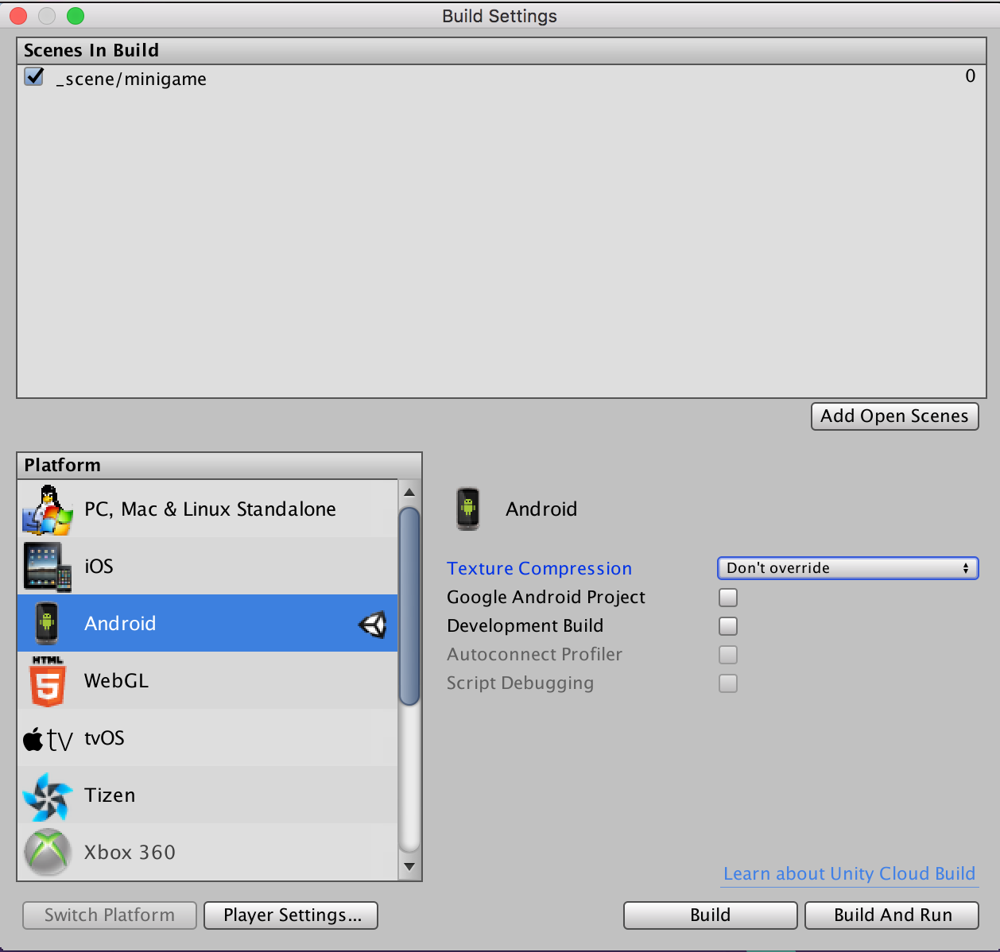 Build Settings
Scenes In Build
_scene/minigame 0
Add Open Scenes
Platform
PC, Mac & Linux Standalone
iOS
Android
HTML
5
WebGL
tv tvOS
Tizen
Xbox 360
Android
Texture Compression Don't override
Google Android Project
Development Build
Autoconnect Profiler
Script Debugging
Learn about Unity Cloud Build
Switch Platform Player Settings... Build Build And Run